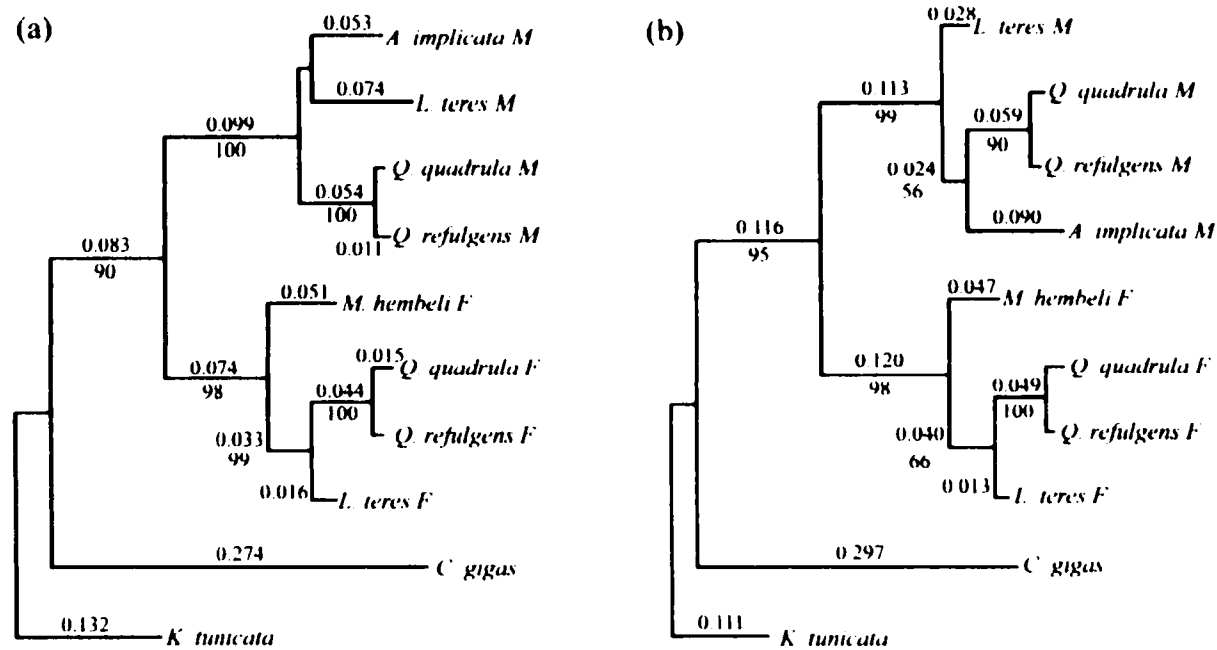 (a)
0.053
A. implicata M
0.074
L. teres M
0.099
100
Q. quadrula M
0.054
100
Q. refulgens M
0.011
0.083
90
0.051
M. hembeli F
0.074
98
0.015
Q. quadrula F
0.044
100
Q. refulgens F
0.033
99
0.016
L. teres F
0.274
C. gigas
0.132
K. tunicata
(b)
0.028
L. teres M
0.113
99
Q. quadrula M
0.059
90
Q. refulgens M
0.024
56
0.090
A. implicata M
0.116
95
0.047
M. hembeli F
0.120
98
Q. quadrula F
0.049
100
Q. refulgens F
0.040
66
0.013
L. teres F
0.297
C. gigas
0.111
K. tunicata